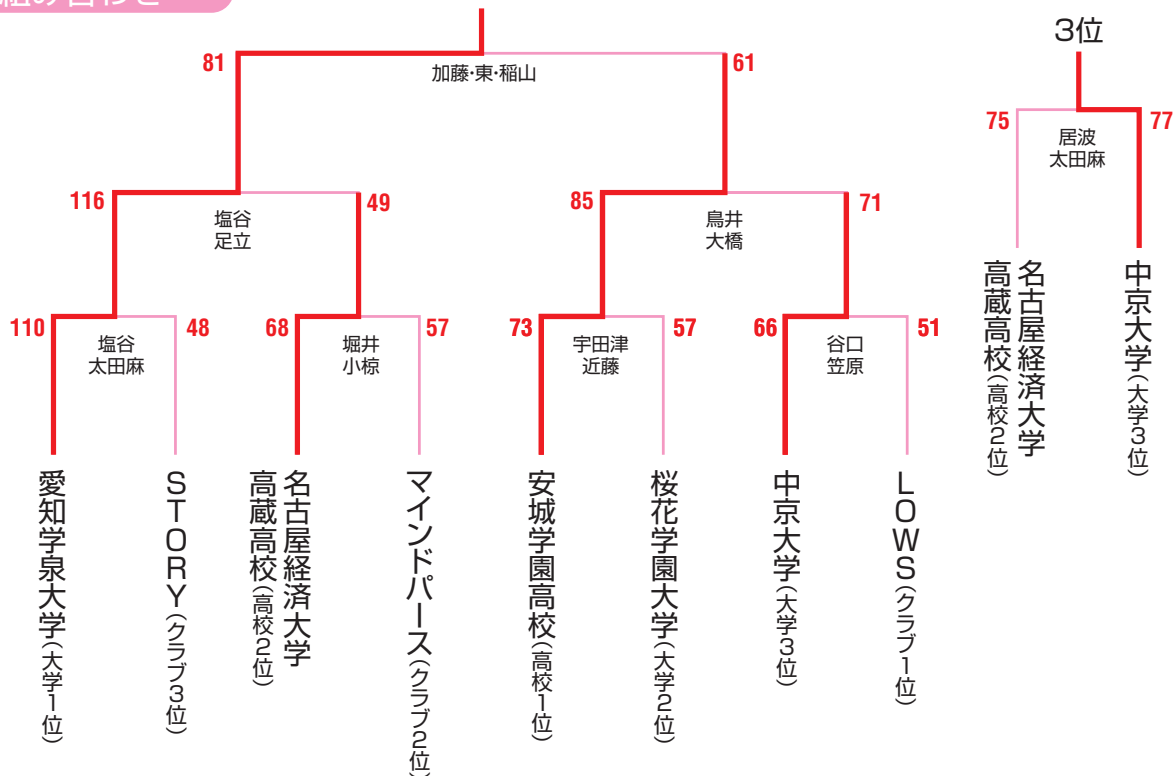 組み合わせ
81
61
加藤・東・稲山
3位
75
77
居波
太田麻
116
49
塩谷
足立
85
71
鳥井
大橋
名古屋経済大学
高蔵高校(高校2位)
中京大学(大学3位)
110
48
塩谷
太田麻
68
57
堀井
小椋
73
57
宇田津
近藤
66
51
谷口
笠原
愛知学泉大学(大学1位)
STORY(クラブ3位)
名古屋経済大学
高蔵高校(高校2位)
マインドパース(クラブ2位)
安城学園高校(高校1位)
桜花学園大学(大学2位)
中京大学(大学3位)
LOWS(クラブ1位)